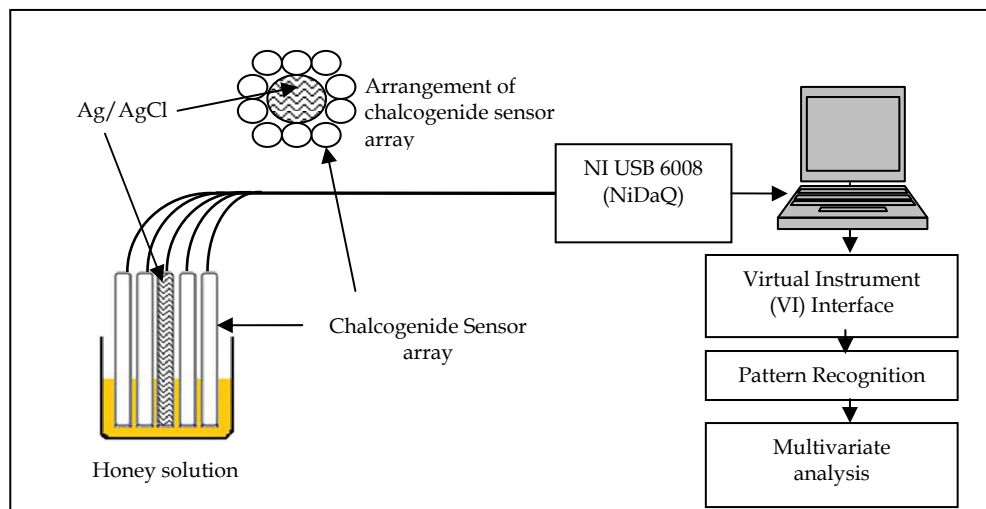 Ag/AgCl
Arrangement of
chalcogenide sensor
array
NI USB 6008
(NiDaQ)
Virtual Instrument
(VI) Interface
Chalcogenide Sensor
array
Pattern Recognition
Multivariate
analysis
Honey solution